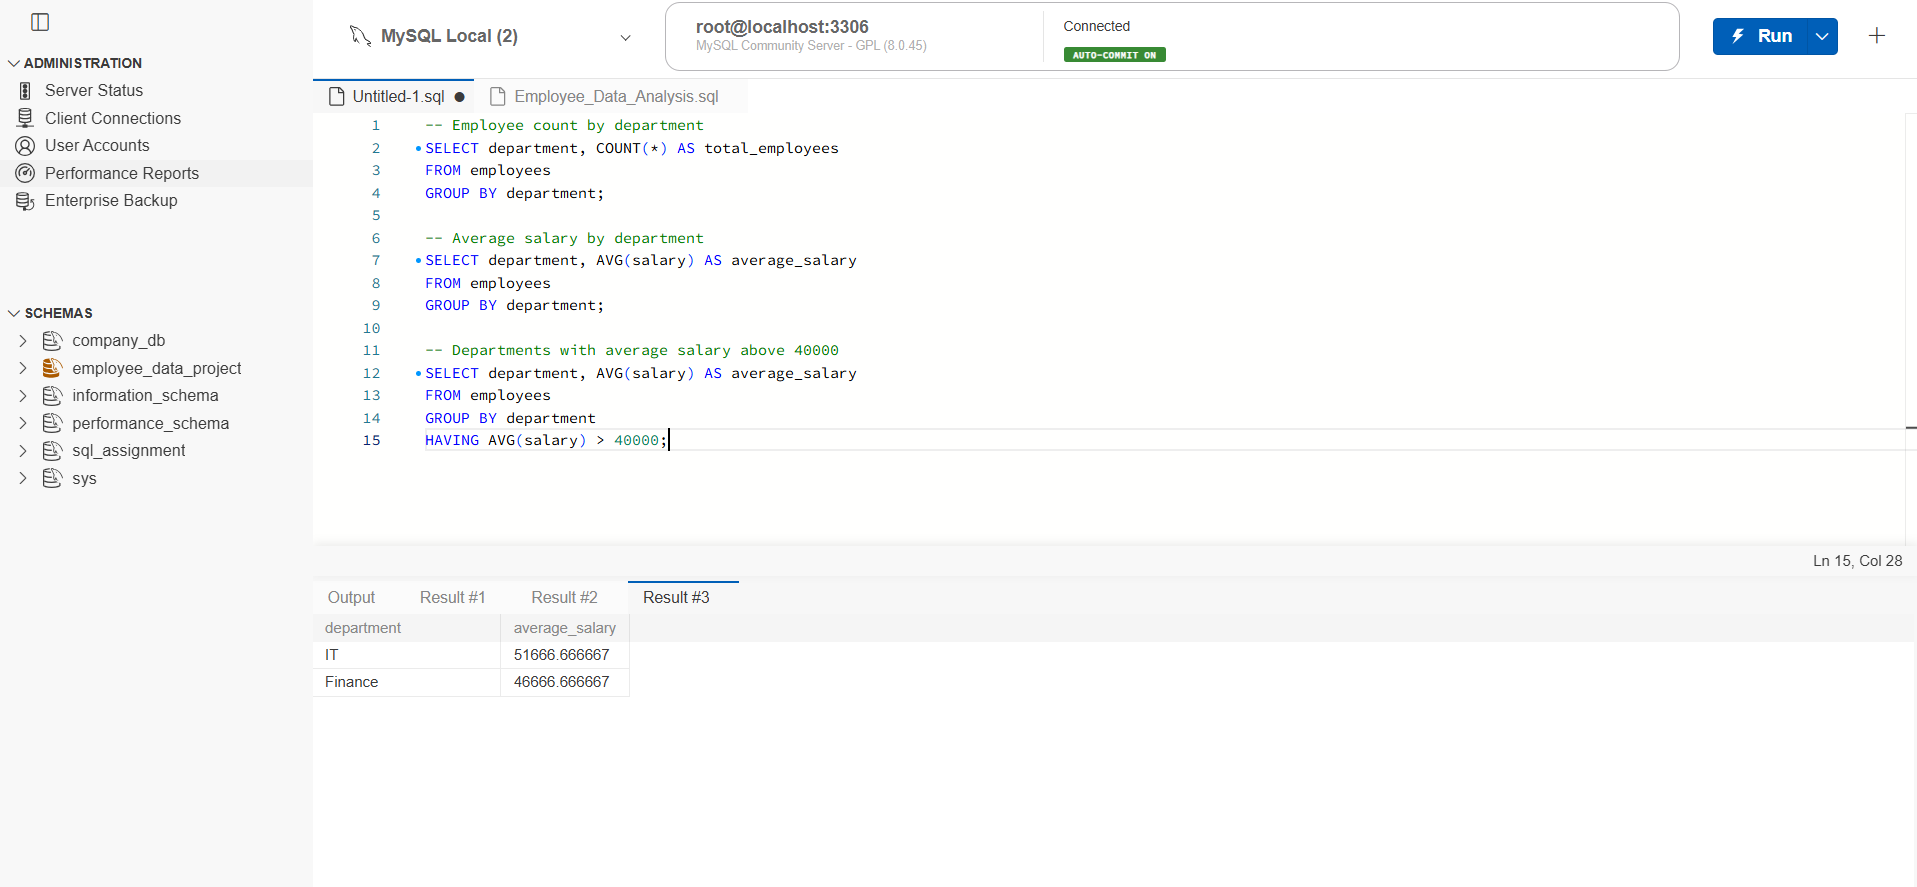 ADMINISTRATION
Server Status
Client Connections
User Accounts
Performance Reports
Enterprise Backup
SCHEMAS
company_db
employee_data_project
information_schema
performance_schema
sql_assignment
sys
MySQL Local (2)
root@localhost:3306
MySQL Community Server - GPL (8.0.45)
Connected
AUTO-COMMIT ON
Run
Untitled-1.sql
Employee_Data_Analysis.sql
1 -- Employee count by department
2 SELECT department, COUNT(*) AS total_employees
3 FROM employees
4 GROUP BY department;
5
6 -- Average salary by department
7 SELECT department, AVG(salary) AS average_salary
8 FROM employees
9 GROUP BY department;
10
11 -- Departments with average salary above 40000
12 SELECT department, AVG(salary) AS average_salary
13 FROM employees
14 GROUP BY department
15 HAVING AVG(salary) > 40000;
Ln 15, Col 28
Output Result #1 Result #2 Result #3
department average_salary
IT 51666.666667
Finance 46666.666667